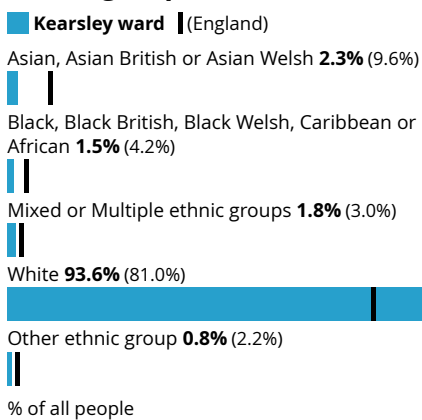 Kearsley ward (England)
Asian, Asian British or Asian Welsh 2.3% (9.6%)
Black, Black British, Black Welsh, Caribbean or
African 1.5% (4.2%)
Mixed or Multiple ethnic groups 1.8% (3.0%)
White 93.6% (81.0%)
Other ethnic group 0.8% (2.2%)
% of all people